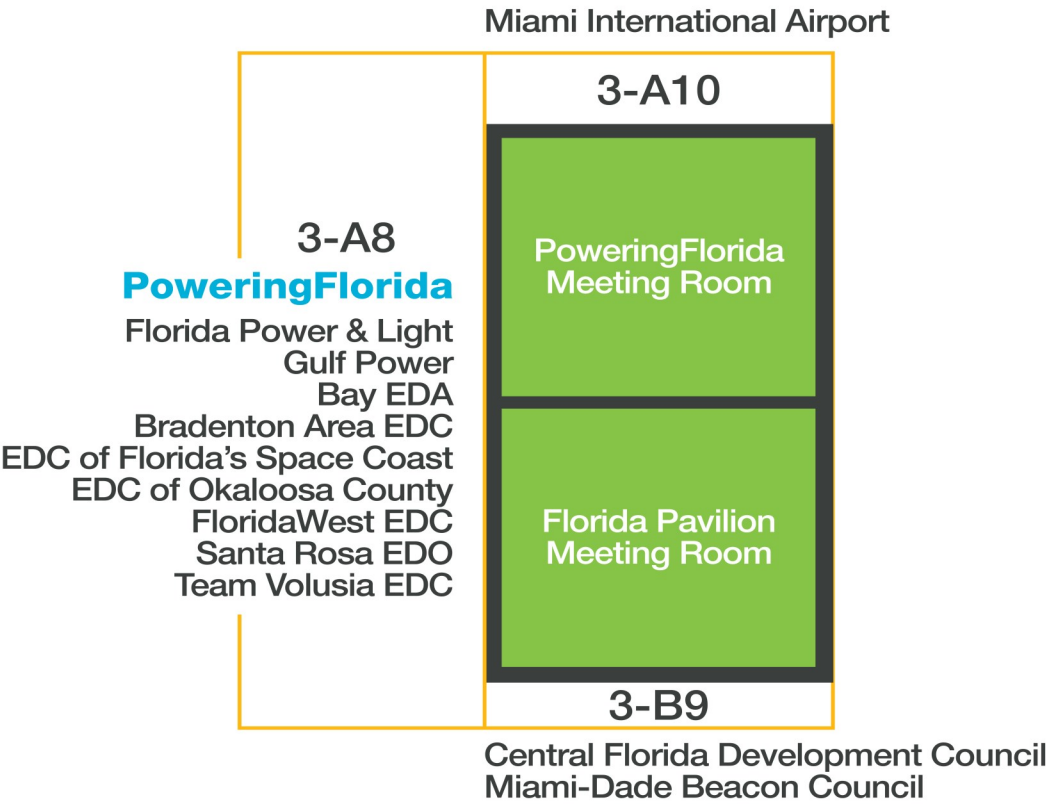 Miami International Airport
3-A10
3-A8
PoweringFlorida
Florida Power & Light
Gulf Power
Bay EDA
Bradenton Area EDC
EDC of Florida’s Space Coast
EDC of Okaloosa County
FloridaWest EDC
Santa Rosa EDO
Team Volusia EDC
PoweringFlorida
Meeting Room
Florida Pavilion
Meeting Room
3-B9
Central Florida Development Council
Miami-Dade Beacon Council